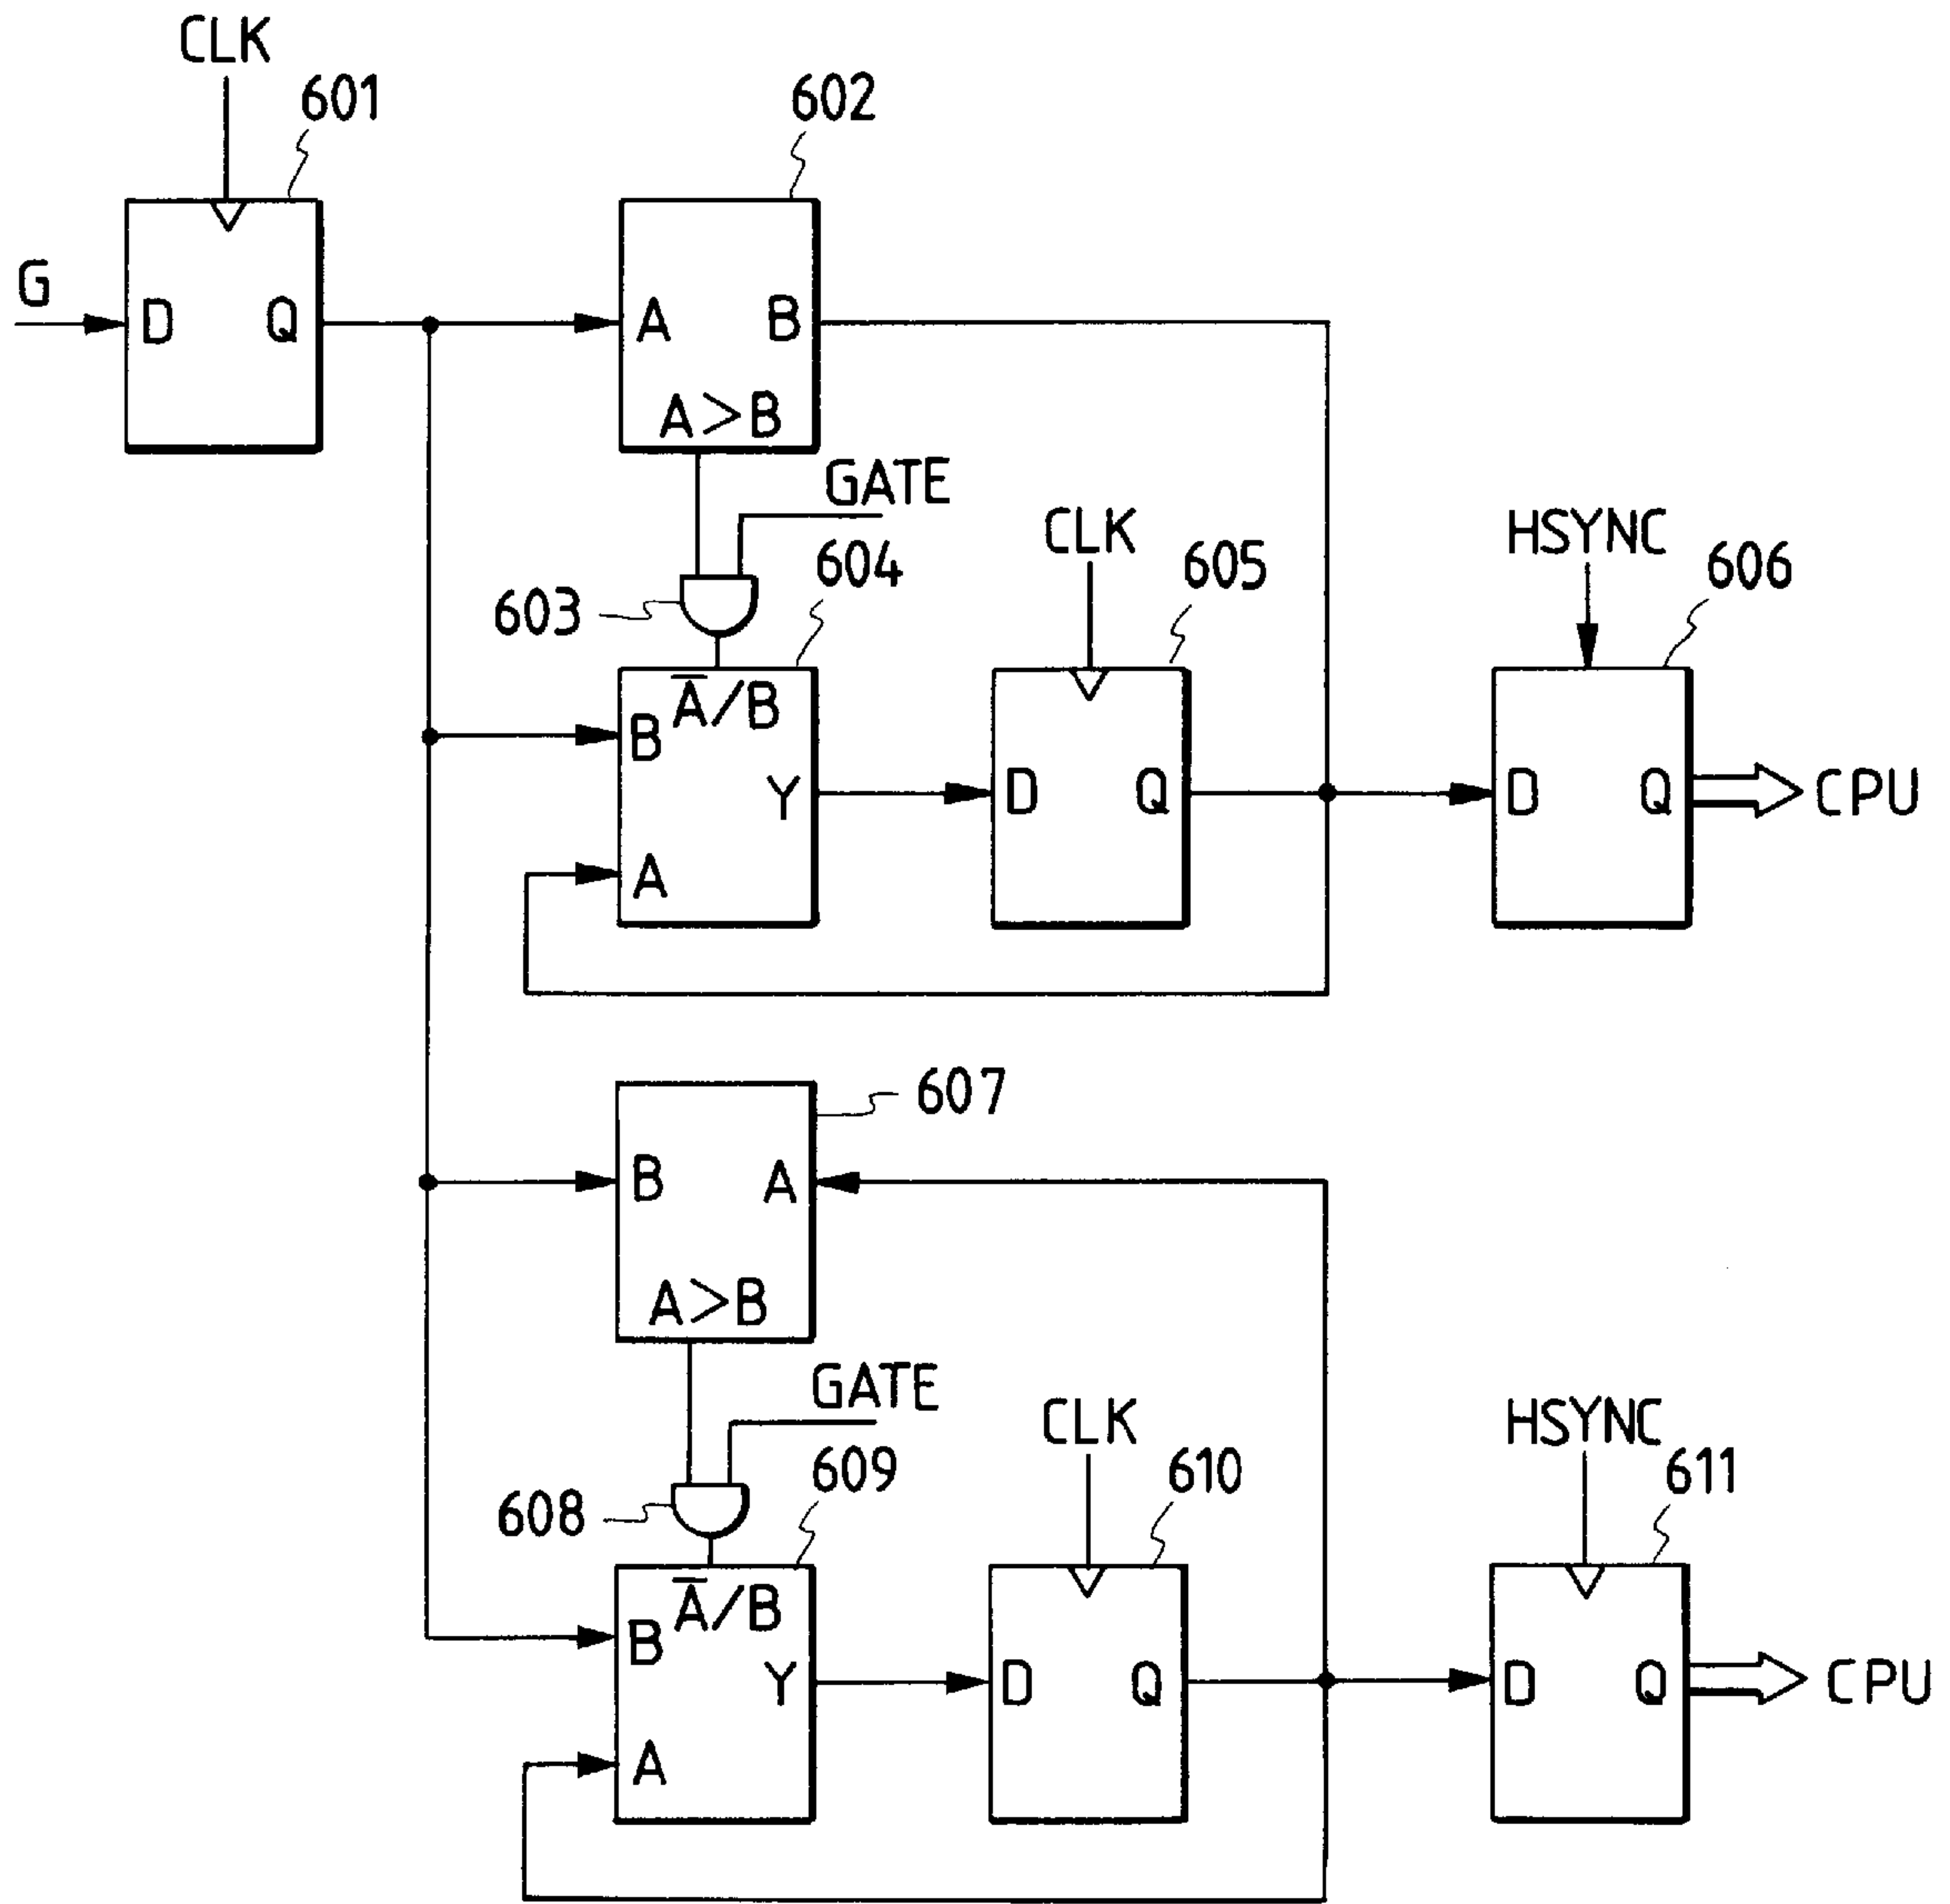 CLK
601
602
G
D Q
A B
A>B
GATE
CLK
HSYNC
603
604
605
606
A̅/B
B
Y
A
D Q
D Q
CPU
607
B A
A>B
GATE
CLK
HSYNC
608
609
610
611
A̅/B
B
Y
A
D Q
D Q
CPU